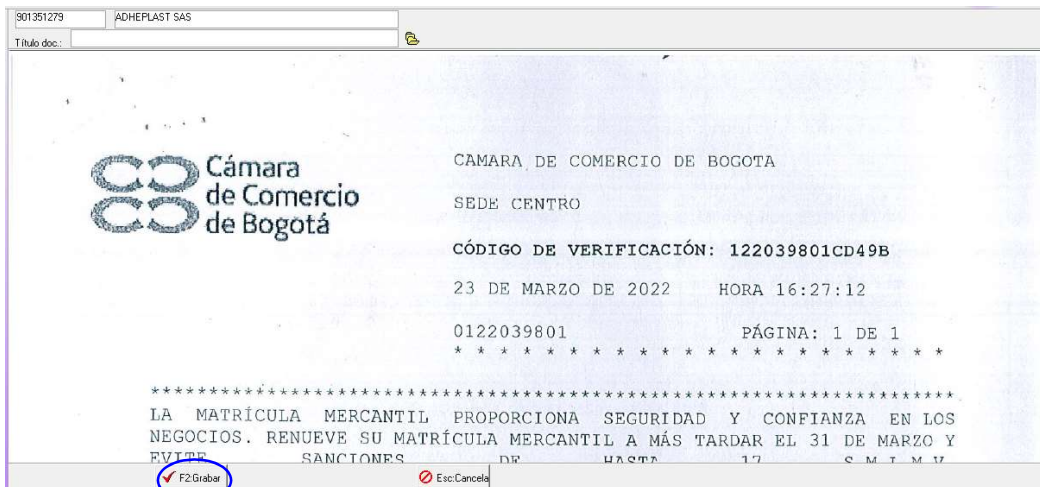 901351279 ADHEPLAST SAS
Título doc.:
Cámara
de Comercio
de Bogotá
CAMARA DE COMERCIO DE BOGOTA
SEDE CENTRO
CÓDIGO DE VERIFICACIÓN: 122039801CD49B
23 DE MARZO DE 2022 HORA 16:27:12
0122039801 PÁGINA: 1 DE 1
* * * * * * * * * * * * * * * * * * * * *
**********************************************************************
LA MATRÍCULA MERCANTIL PROPORCIONA SEGURIDAD Y CONFIANZA EN LOS
NEGOCIOS. RENUEVE SU MATRÍCULA MERCANTIL A MÁS TARDAR EL 31 DE MARZO Y
EVITE SANCIONES DE HASTA 17 S.M.L.M.V
F2:Grabar Esc:Cancela